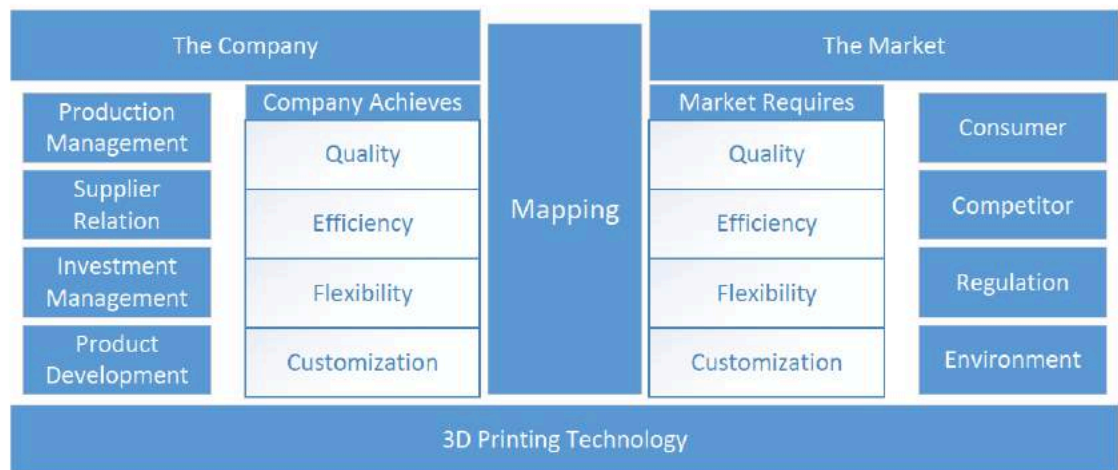 The Company
Production
Management
Supplier
Relation
Investment
Management
Product
Development
Company Achieves
Quality
Efficiency
Flexibility
Customization
Mapping
The Market
Market Requires
Quality
Efficiency
Flexibility
Customization
Consumer
Competitor
Regulation
Environment
3D Printing Technology